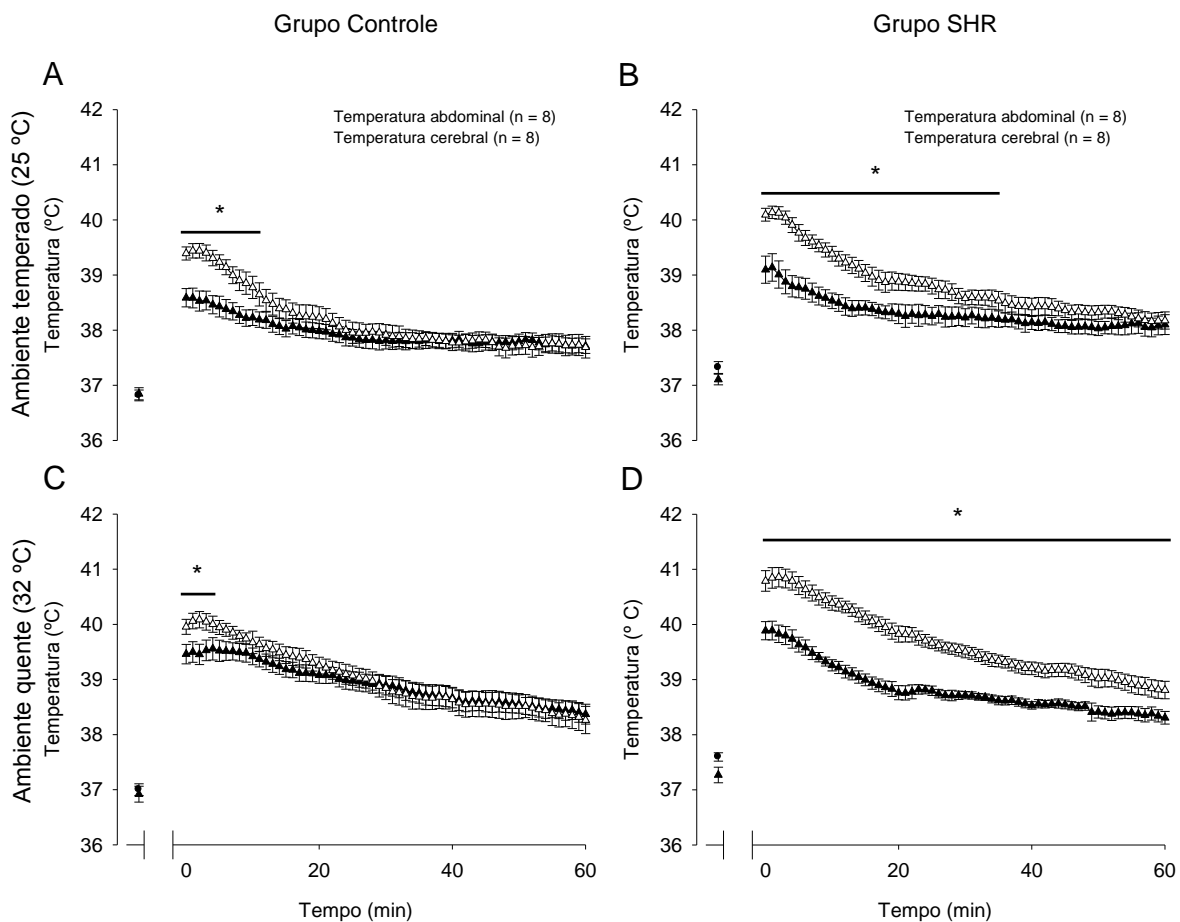 Grupo Controle
Grupo SHR
A
B
Ambiente temperado (25 ºC)
Temperatura (ºC)
42
41
40
39
38
37
36
Temperatura abdominal (n = 8)
Temperatura cerebral (n = 8)
*
Temperatura (ºC)
42
41
40
39
38
37
36
Temperatura abdominal (n = 8)
Temperatura cerebral (n = 8)
*
C
D
Ambiente quente (32 ºC)
Temperatura (ºC)
42
41
40
39
38
37
36
*
0
20
40
60
Tempo (min)
Temperatura (º C)
42
41
40
39
38
37
36
*
0
20
40
60
Tempo (min)